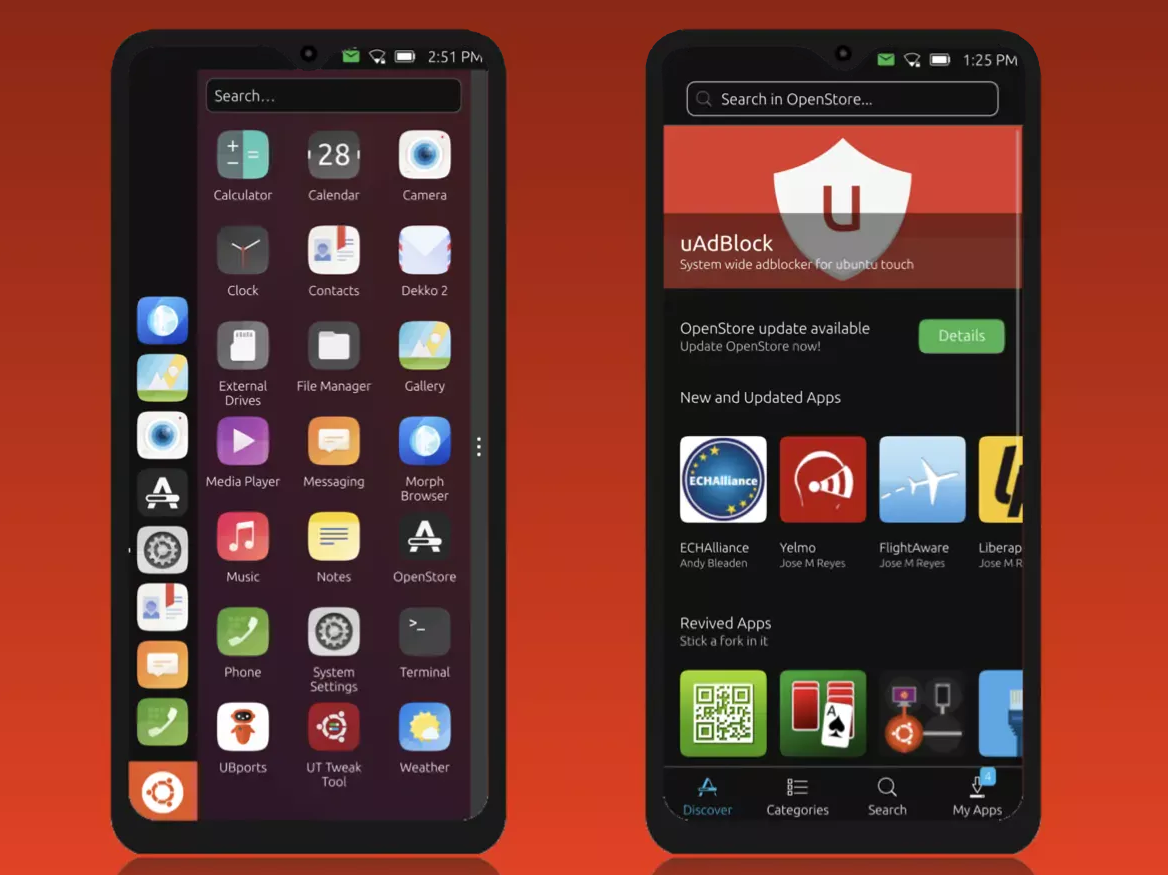 2:51 PM
Search...
28
Calculator
Calendar
Camera
Clock
Contacts
Dekko 2
External
Drives
File Manager
Gallery
Media Player
Messaging
Morph
Browser
Music
Notes
OpenStore
>_
Phone
System
Settings
Terminal
UBports
UT Tweak
Tool
Weather
1:25 PM
Search in OpenStore...
u
uAdBlock
System wide adblocker for ubuntu touch
OpenStore update available
Update OpenStore now!
Details
New and Updated Apps
ECHAlliance
ECHAlliance
Andy Bleaden
Yelmo
Jose M Reyes
FlightAware
Jose M Reyes
Liberap
Jose M R
Revived Apps
Stick a fork in it
A
4
Discover
Categories
Search
My Apps